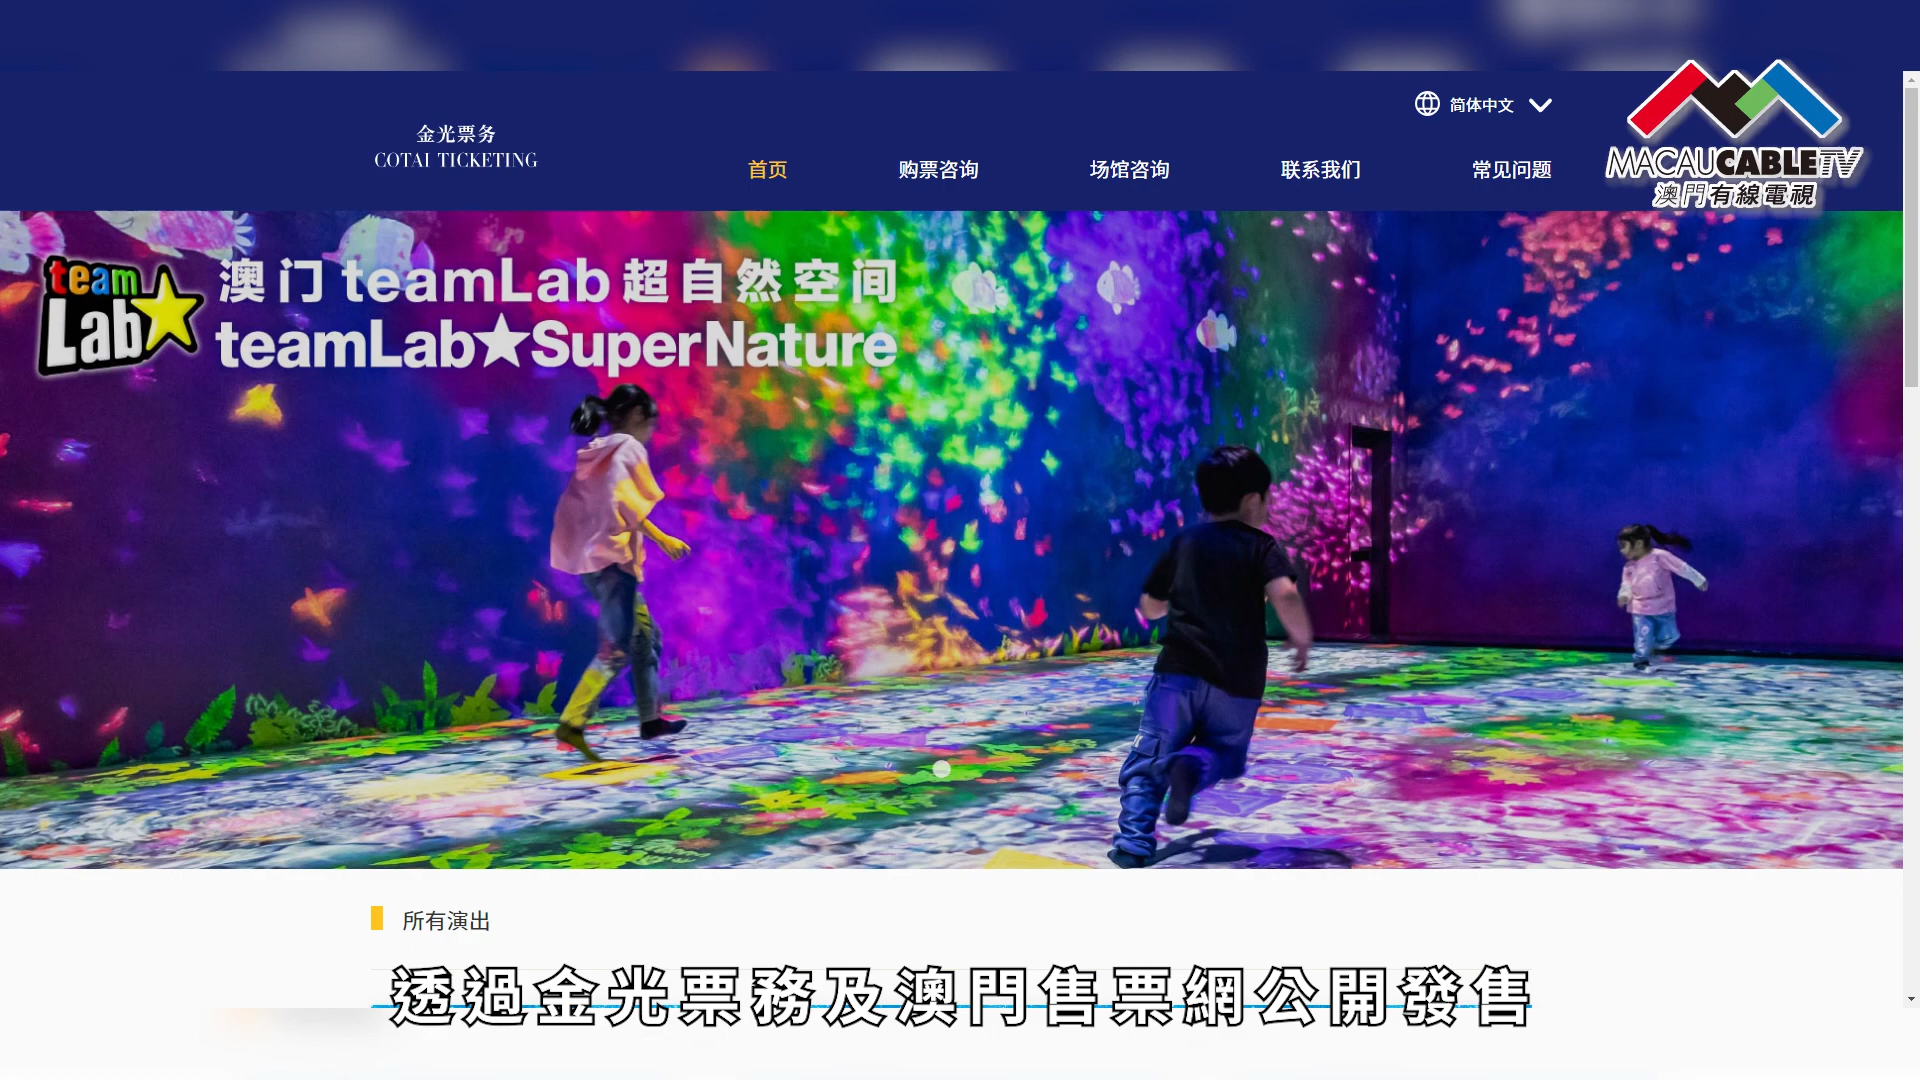 简体中文
金光票务
COTAI TICKETING
首页
购票咨询
场馆咨询
联系我们
常见问题
MACAUCABLETV
澳門有線電視
team
Lab
澳门 teamLab 超自然空间
teamLab★SuperNature
所有演出
透過金光票務及澳門售票網公開發售